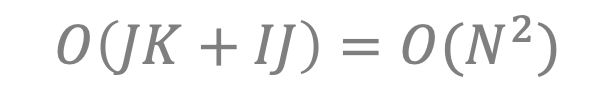 O(JK + IJ) = O(N²)